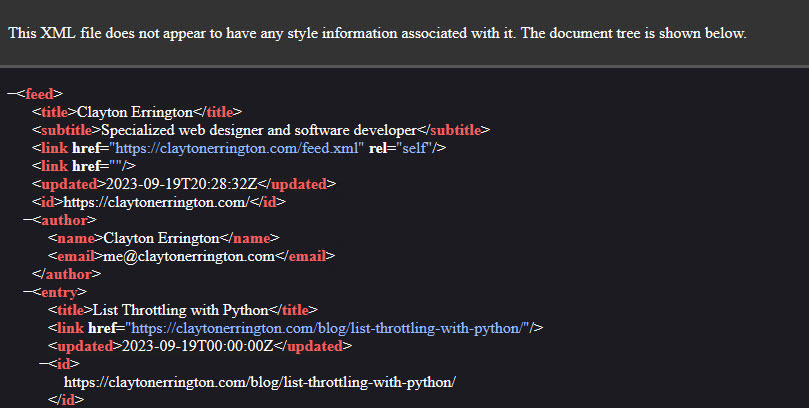 This XML file does not appear to have any style information associated with it. The document tree is shown below.
−<feed>
<title>Clayton Errington</title>
<subtitle>Specialized web designer and software developer</subtitle>
<link href="https://claytonerrington.com/feed.xml" rel="self"/>
<link href=""/>
<updated>2023-09-19T20:28:32Z</updated>
<id>https://claytonerrington.com/</id>
−<author>
<name>Clayton Errington</name>
<email>me@claytonerrington.com</email>
</author>
−<entry>
<title>List Throttling with Python</title>
<link href="https://claytonerrington.com/blog/list-throttling-with-python/"/>
<updated>2023-09-19T00:00:00Z</updated>
−<id>
https://claytonerrington.com/blog/list-throttling-with-python/
</id>